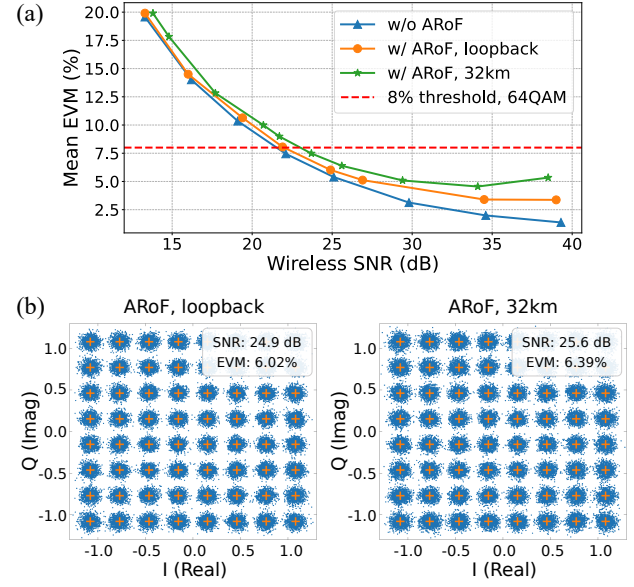 (a)
20.0
17.5
15.0
12.5
10.0
7.5
5.0
2.5
Mean EVM (%)
w/o ARoF
w/ ARoF, loopback
w/ ARoF, 32km
8% threshold, 64QAM
15 20 25 30 35 40
Wireless SNR (dB)
(b)
ARoF, loopback
SNR: 24.9 dB
EVM: 6.02%
1.0
0.5
0.0
-0.5
-1.0
Q (Imag)
-1.0 -0.5 0.0 0.5 1.0
I (Real)
ARoF, 32km
SNR: 25.6 dB
EVM: 6.39%
1.0
0.5
0.0
-0.5
-1.0
Q (Imag)
-1.0 -0.5 0.0 0.5 1.0
I (Real)